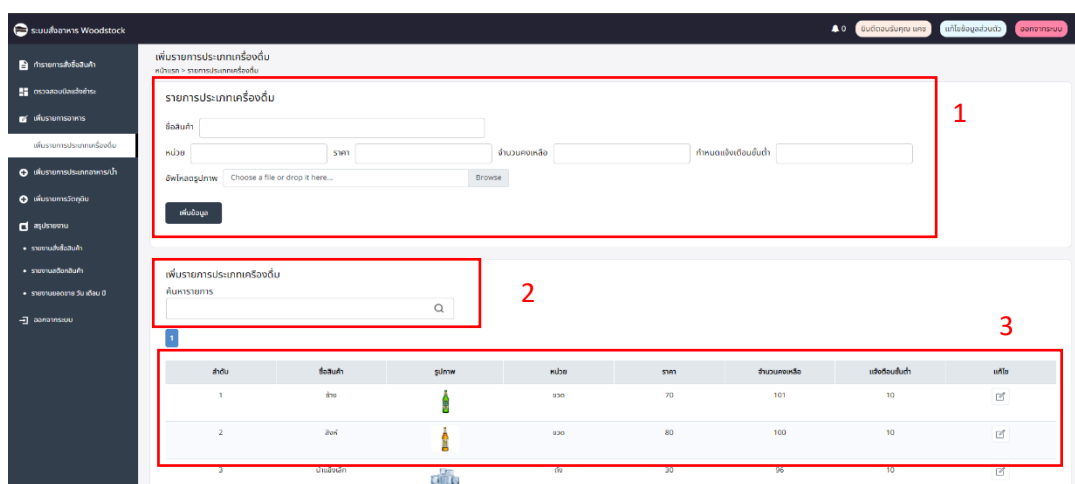 ระบบสั่งอาหาร Woodstock
0 ยินดีตอบรับคุณ แคช แก้ไขข้อมูลส่วนตัว ออกจากระบบ
ทำรายการสั่งซื้อสินค้า
ตรวจสอบบิลแจ้งชำระ
เพิ่มรายการอาหาร
เพิ่มรายการประเภทเครื่องดื่ม
เพิ่มรายการประเภทอาหาร/น้ำ
เพิ่มรายการวัตถุดิบ
สรุปรายงาน
รายงานสั่งซื้อสินค้า
รายงานสต๊อกสินค้า
รายงานยอดขาย วัน เดือน ปี
ออกจากระบบ
เพิ่มรายการประเภทเครื่องดื่ม
หน้าแรก > รายการประเภทเครื่องดื่ม
รายการประเภทเครื่องดื่ม
1
ชื่อสินค้า
หน่วย ราคา จำนวนคงเหลือ กำหนดแจ้งเตือนขั้นต่ำ
อัพโหลดรูปภาพ Choose a file or drop it here... Browse
เพิ่มข้อมูล
เพิ่มรายการประเภทเครื่องดื่ม
2
ค้นหารายการ
1
3
ลำดับ ชื่อสินค้า รูปภาพ หน่วย ราคา จำนวนคงเหลือ แจ้งเตือนขั้นต่ำ แก้ไข
1 ช้าง ขวด 70 101 10
2 สิงห์ ขวด 80 100 10
3 น้ำแข็งเล็ก ถัง 30 96 10